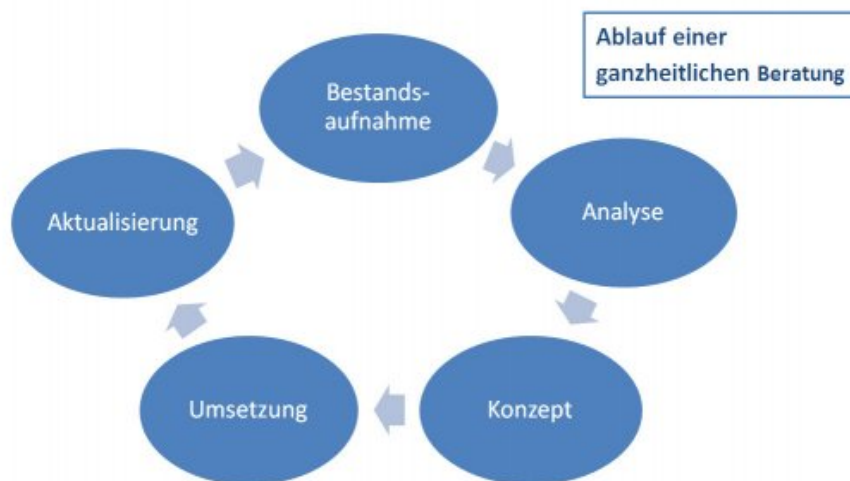 Ablauf einer
ganzheitlichen Beratung
Bestands-
aufnahme
Analyse
Konzept
Umsetzung
Aktualisierung